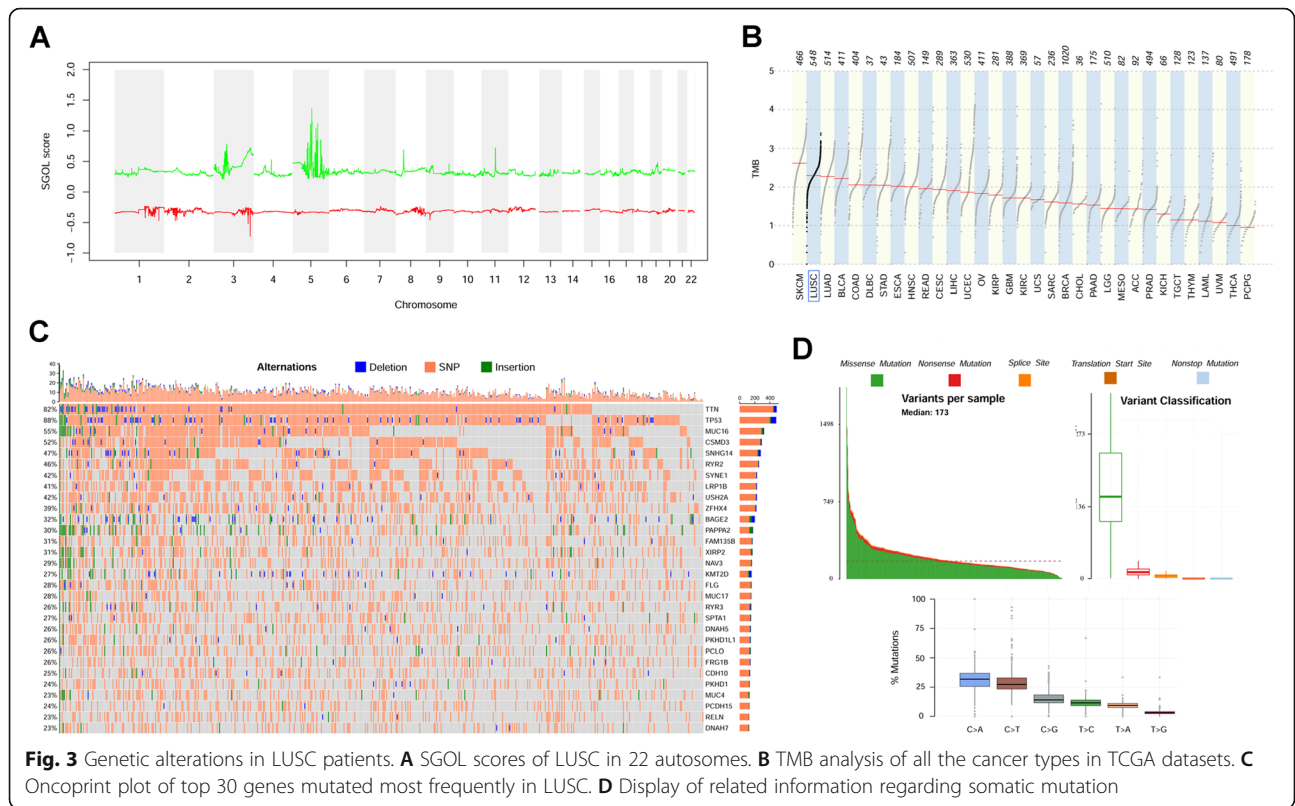 A
SGOL score
2.0
1.5
1.0
0.5
0.0
-0.5
-1.0
1 2 3 4 5 6 7 8 9 10 11 12 13 14 15 16 18 20 22
Chromosome
B
466 548 514 411 404 37 43 184 507 149 289 363 530 411 281 388 369 57 236 1020 36 175 510 82 92 494 66 128 123 137 80 491 178
TMB
5
4
3
2
1
0
SKCM LUSC LUAD BLCA COAD DLBC STAD ESCA HNSC READ CESC LIHC UCEC OV KIRP GBM KIRC UCS SARC BRCA CHOL PAAD LGG MESO ACC PRAD KICH TGCT THYM LAML UVM THCA PCPG
C
Alternations Deletion SNP Insertion
40
30
20
10
0
0 200 400
82% TTN
88% TP53
55% MUC16
52% CSMD3
47% SNHG14
46% RYR2
42% SYNE1
41% LRP1B
42% USH2A
39% ZFHX4
32% BAGE2
30% PAPPA2
31% FAM135B
31% XIRP2
29% NAV3
27% KMT2D
28% FLG
28% MUC17
26% RYR3
27% SPTA1
26% DNAH5
26% PKHD1L1
26% PCLO
26% FRG1B
25% CDH10
24% PKHD1
23% MUC4
24% PCDH15
23% RELN
23% DNAH7
D
Missense Mutation Nonsense Mutation Splice Site Translation Start Site Nonstop Mutation
Variants per sample
Median: 173
1498
749
0
Variant Classification
136
0
% Mutations
100
75
50
25
0
C>A C>T C>G T>C T>A T>G
Fig. 3 Genetic alterations in LUSC patients. A SGOL scores of LUSC in 22 autosomes. B TMB analysis of all the cancer types in TCGA datasets. C
Oncoprint plot of top 30 genes mutated most frequently in LUSC. D Display of related information regarding somatic mutation